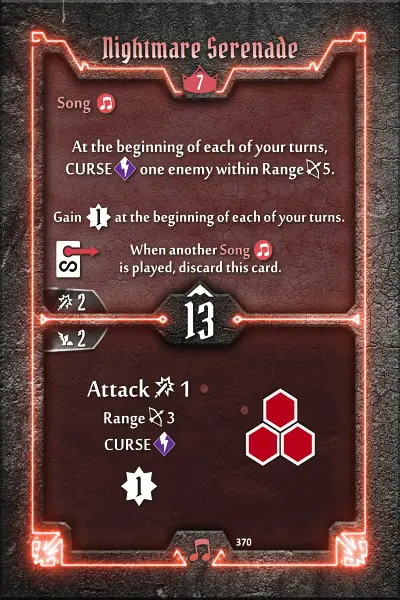 Nightmare Serenade
7
Song
At the beginning of each of your turns,
CURSE one enemy within Range 5.
Gain 1 at the beginning of each of your turns.
When another Song
is played, discard this card.
2
13
2
Attack 1
Range 3
CURSE
1
370